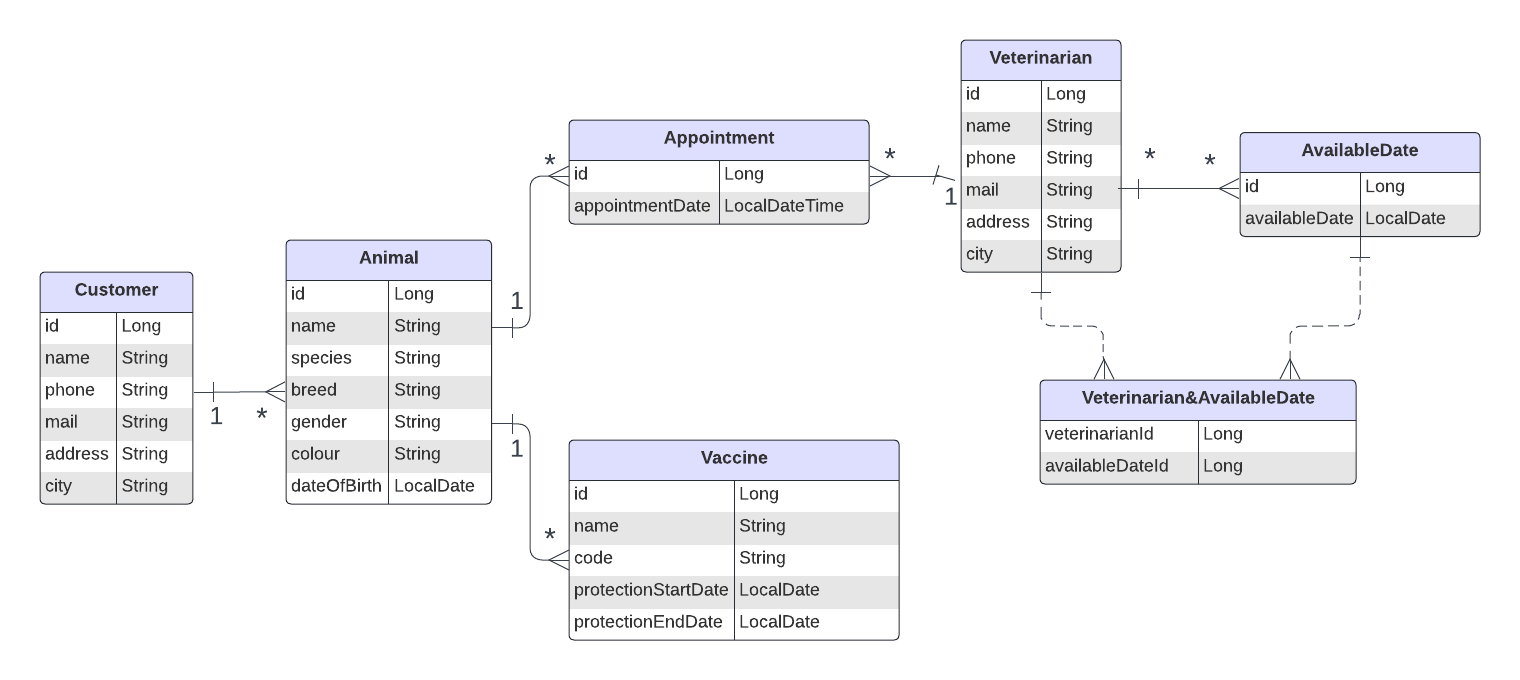 Customer
id Long
name String
phone String
mail String
address String
city String
1
*
Animal
id Long
name String
species String
breed String
gender String
colour String
dateOfBirth LocalDate
1
*
1
*
Appointment
id Long
appointmentDate LocalDateTime
*
1
Vaccine
id Long
name String
code String
protectionStartDate LocalDate
protectionEndDate LocalDate
Veterinarian
id Long
name String
phone String
mail String
address String
city String
*
*
AvailableDate
id Long
availableDate LocalDate
Veterinarian&AvailableDate
veterinarianId Long
availableDateId Long